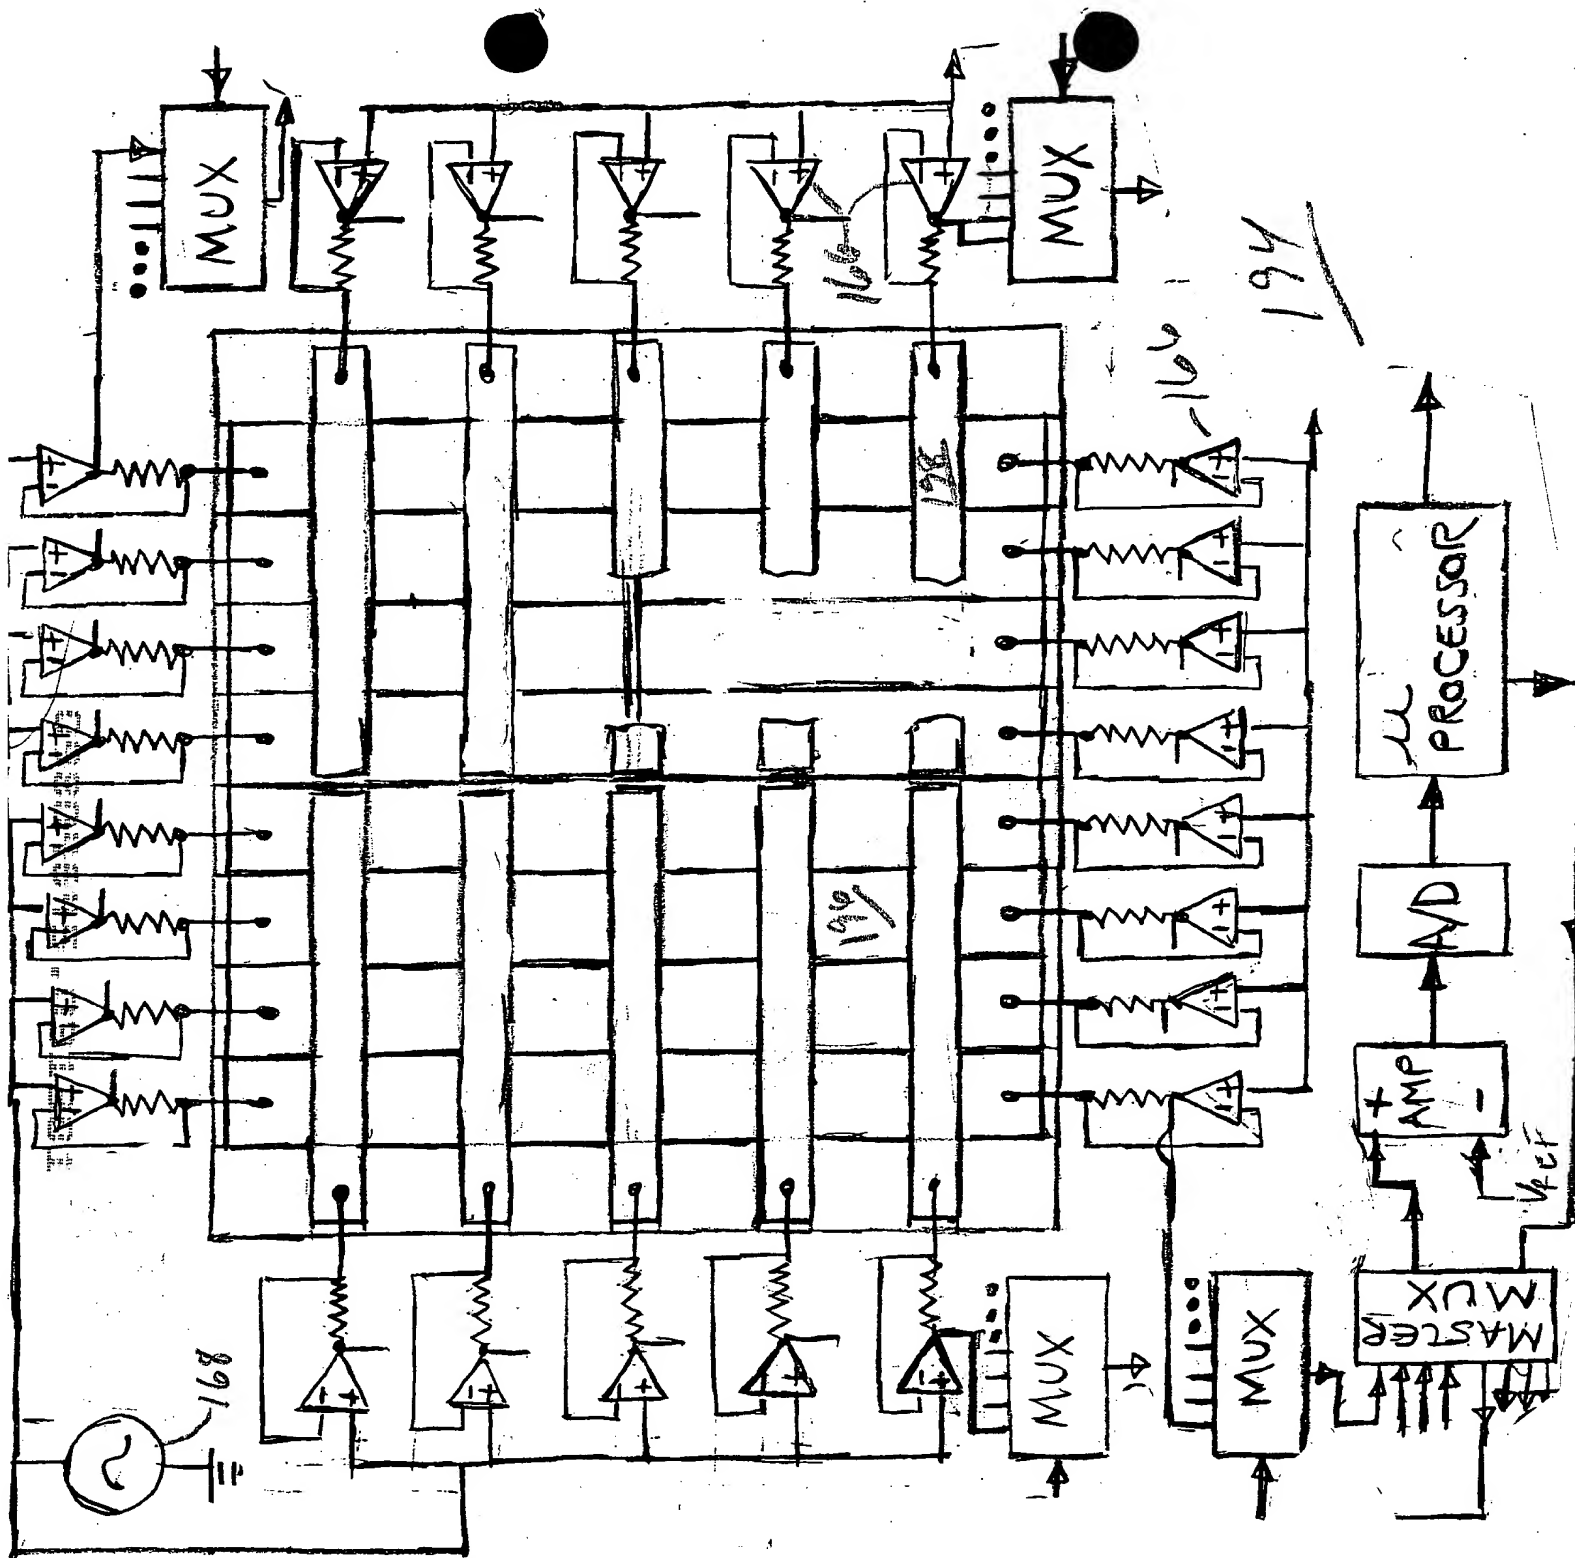 MUX
MUX
166
194
166
198
μ
PROCESSOR
A/D
196
+
AMP
-
Vref
MASTER
MUX
MUX
MUX
168